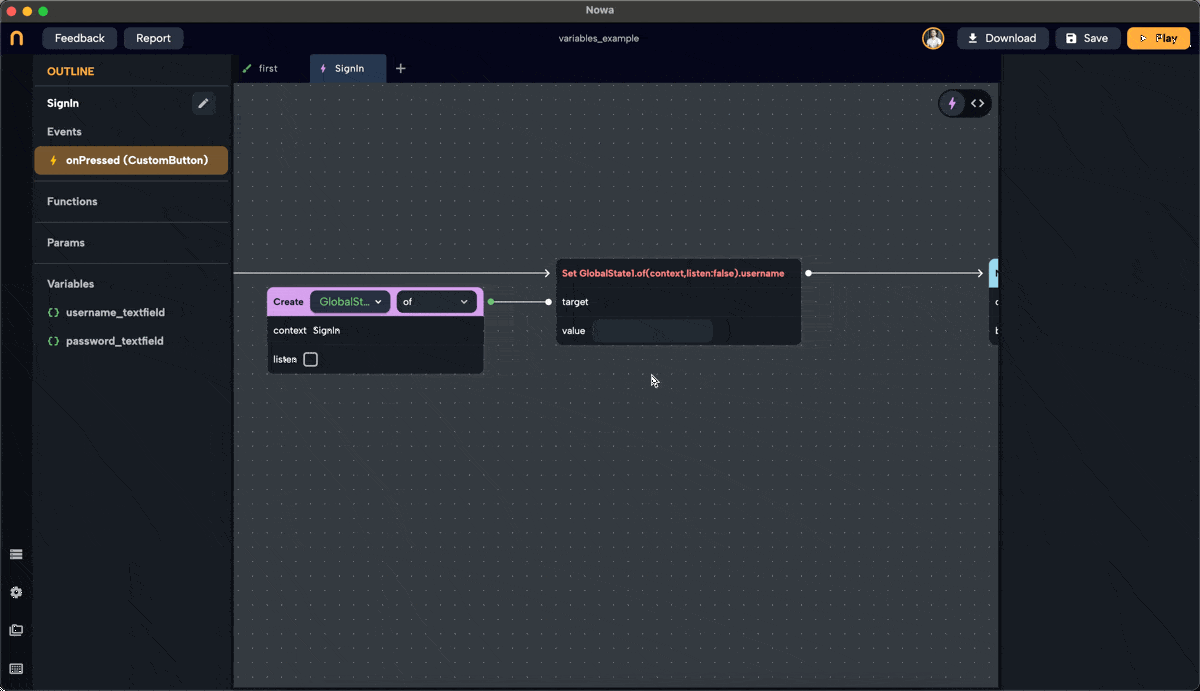 Nowa
Feedback
Report
variables_example
Download
Save
Play
OUTLINE
first
SignIn
SignIn
Events
onPressed (CustomButton)
Functions
Params
Variables
username_textfield
password_textfield
Set GlobalState1.of(context,listen:false).username
target
value
Create
GlobalSt...
of
context SignIn
listen